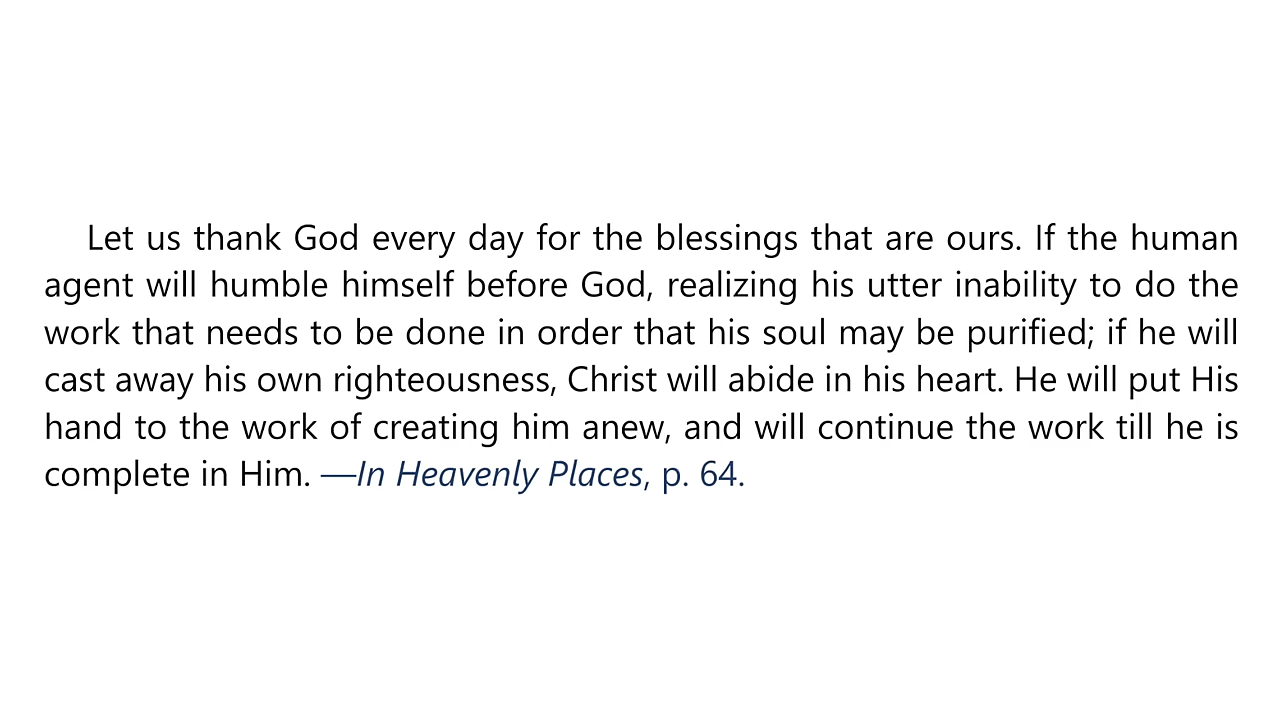 Let us thank God every day for the blessings that are ours. If the human
agent will humble himself before God, realizing his utter inability to do the
work that needs to be done in order that his soul may be purified; if he will
cast away his own righteousness, Christ will abide in his heart. He will put His
hand to the work of creating him anew, and will continue the work till he is
complete in Him. —In Heavenly Places, p. 64.